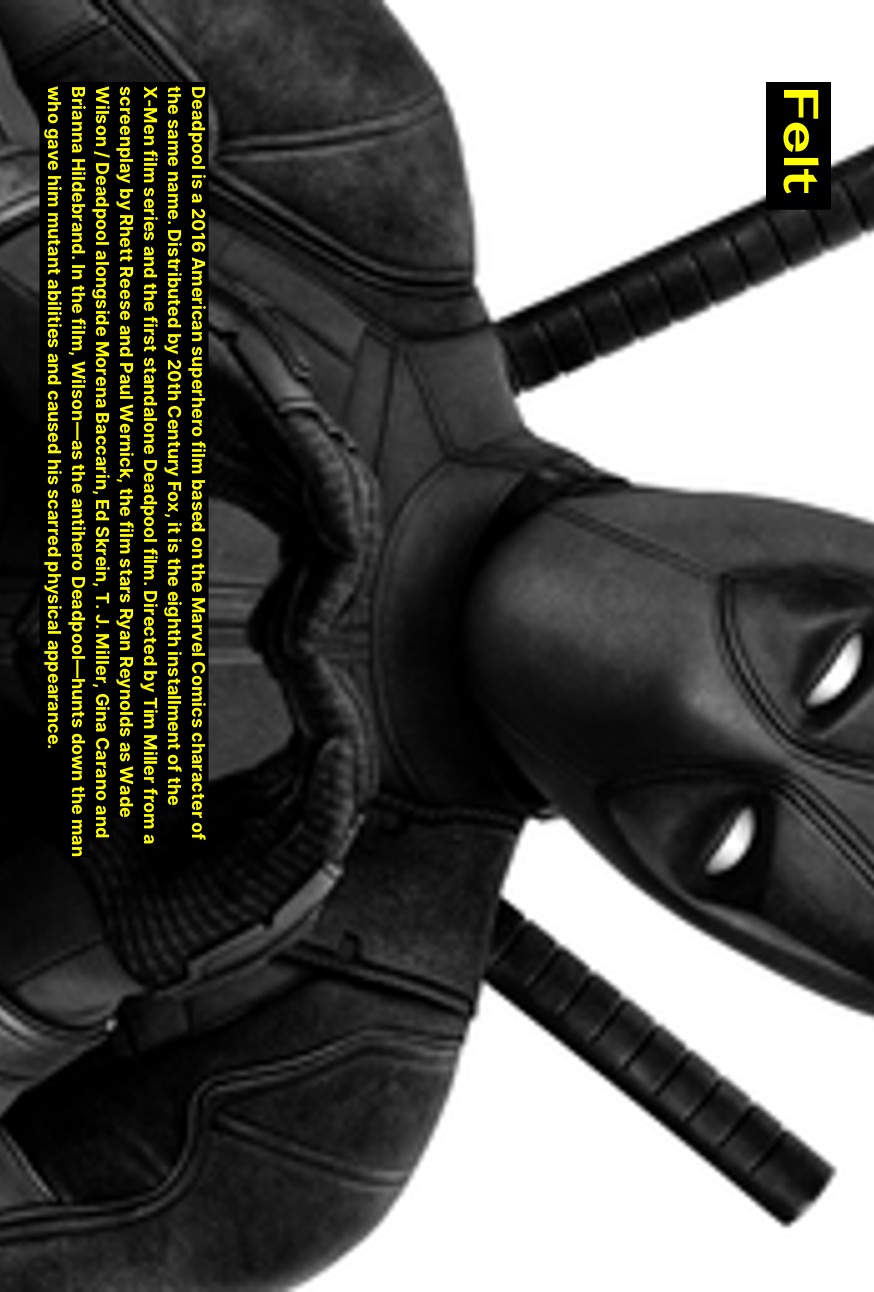 Felt
Deadpool is a 2016 American superhero film based on the Marvel Comics character of
the same name. Distributed by 20th Century Fox, it is the eighth installment of the
X-Men film series and the first standalone Deadpool film. Directed by Tim Miller from a
screenplay by Rhett Reese and Paul Wernick, the film stars Ryan Reynolds as Wade
Wilson / Deadpool alongside Morena Baccarin, Ed Skrein, T. J. Miller, Gina Carano and
Brianna Hildebrand. In the film, Wilson—as the antihero Deadpool—hunts down the man
who gave him mutant abilities and caused his scarred physical appearance.